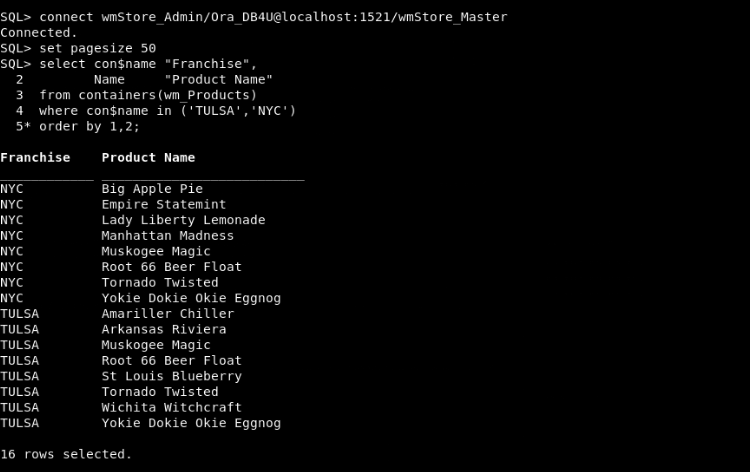 SQL> connect wmStore_Admin/Ora_DB4U@localhost:1521/wmStore_Master
Connected.
SQL> set pagesize 50
SQL> select con$name "Franchise",
  2         Name     "Product Name"
  3  from containers(wm_Products)
  4  where con$name in ('TULSA','NYC')
  5* order by 1,2;

Franchise    Product Name
____________ __________________________
NYC          Big Apple Pie
NYC          Empire Statemint
NYC          Lady Liberty Lemonade
NYC          Manhattan Madness
NYC          Muskogee Magic
NYC          Root 66 Beer Float
NYC          Tornado Twisted
NYC          Yokie Dokie Okie Eggnog
TULSA        Amariller Chiller
TULSA        Arkansas Riviera
TULSA        Muskogee Magic
TULSA        Root 66 Beer Float
TULSA        St Louis Blueberry
TULSA        Tornado Twisted
TULSA        Wichita Witchcraft
TULSA        Yokie Dokie Okie Eggnog

16 rows selected.